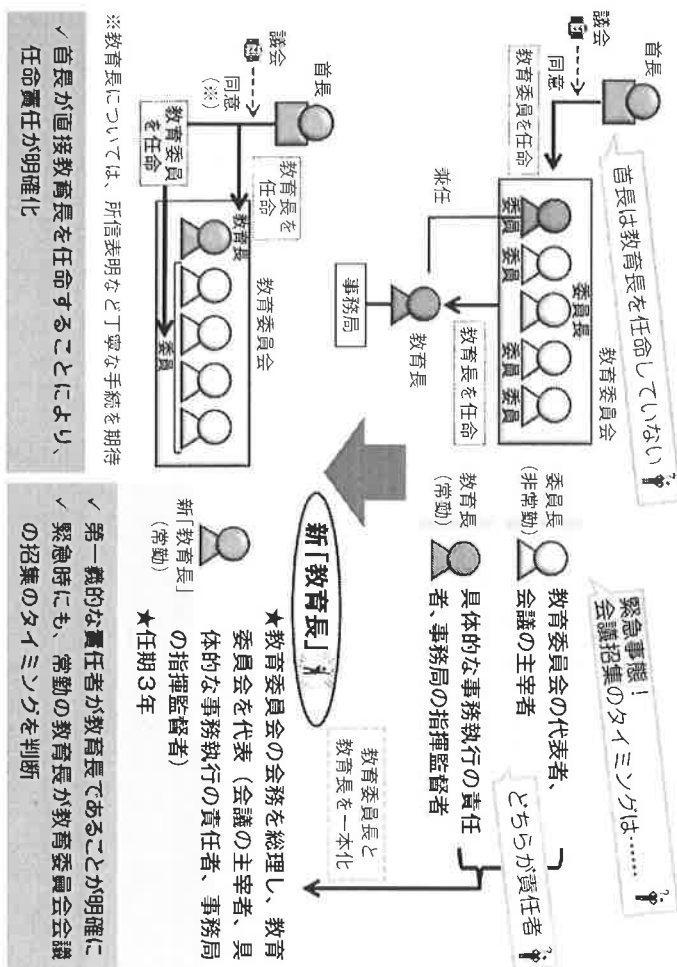 首長は教育長を任命していない
?
首長
議会
同意
教育委員を任命
教育委員会
委員長
委員
委員
委員
委員
兼任
教育長を任命
教育長
事務局
緊急事態!
会議招集のタイミングは……
?
委員長
(非常勤)
教育委員会の代表者、
会議の主宰者
教育長
(常勤)
具体的な事務執行の責任
者、事務局の指揮監督者
どちらが責任者
?
教育委員長と
教育長を一本化
新「教育長」
首長
議会
同意
(※)
教育長を
任命
教育委員
を任命
教育委員会
教育長
委員
※教育長については、所信表明など丁寧な手続を期待
新「教育長」
(常勤)
★教育委員会の会務を総理し、教育
委員会を代表(会議の主宰者、具
体的な事務執行の責任者、事務局
の指揮監督者)
★任期3年
✓ 首長が直接教育長を任命することにより、
任命責任が明確化
✓ 第一義的な責任者が教育長であることが明確に
✓ 緊急時にも、常勤の教育長が教育委員会会議
の招集のタイミングを判断